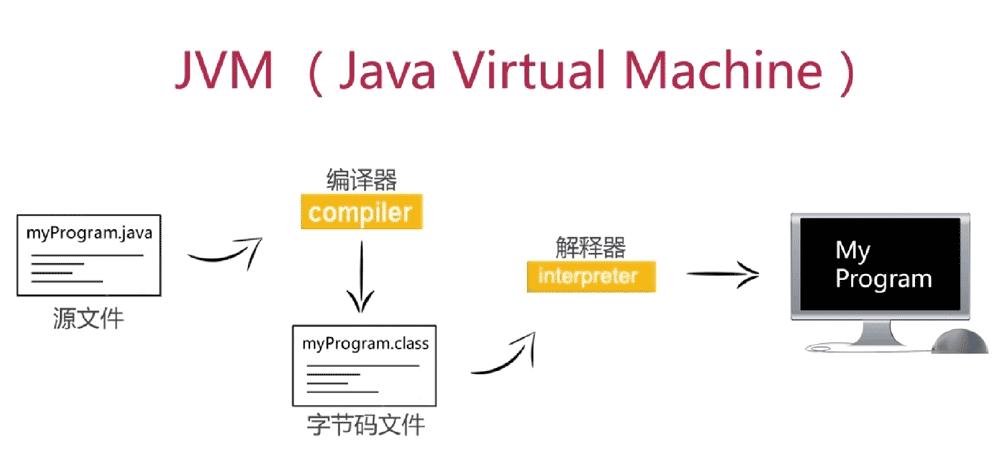 JVM （Java Virtual Machine）
编译器
compiler
myProgram.java
源文件
myProgram.class
字节码文件
解释器
interpreter
My
Program